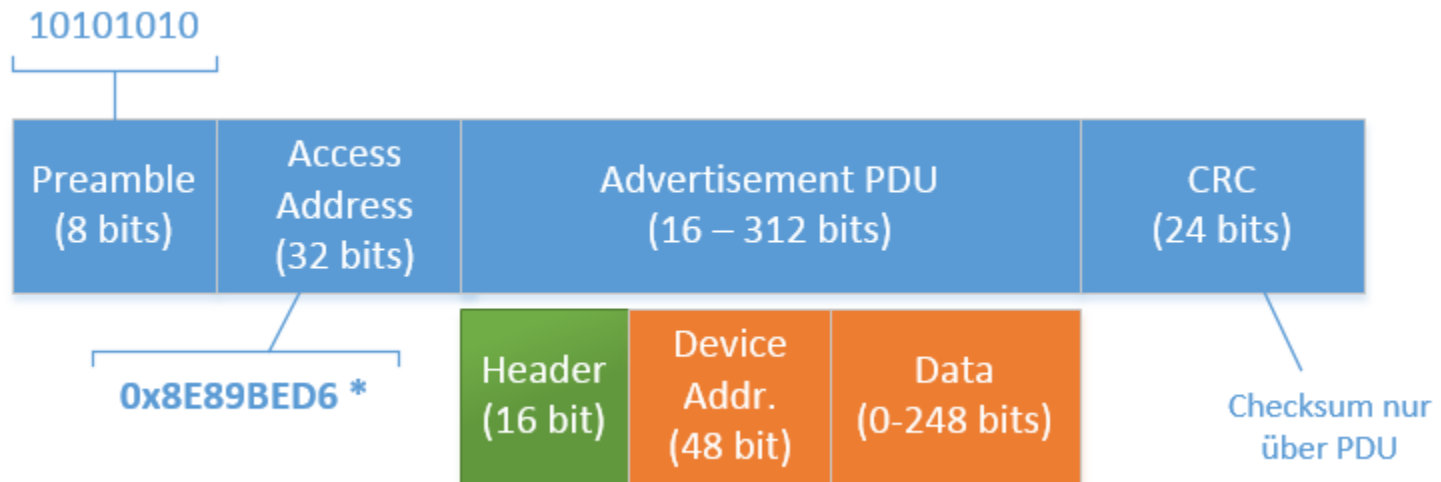 10101010
Preamble
(8 bits)
Access
Address
(32 bits)
Advertisement PDU
(16 – 312 bits)
CRC
(24 bits)
0x8E89BED6 *
Header
(16 bit)
Device
Addr.
(48 bit)
Data
(0-248 bits)
Checksum nur
über PDU